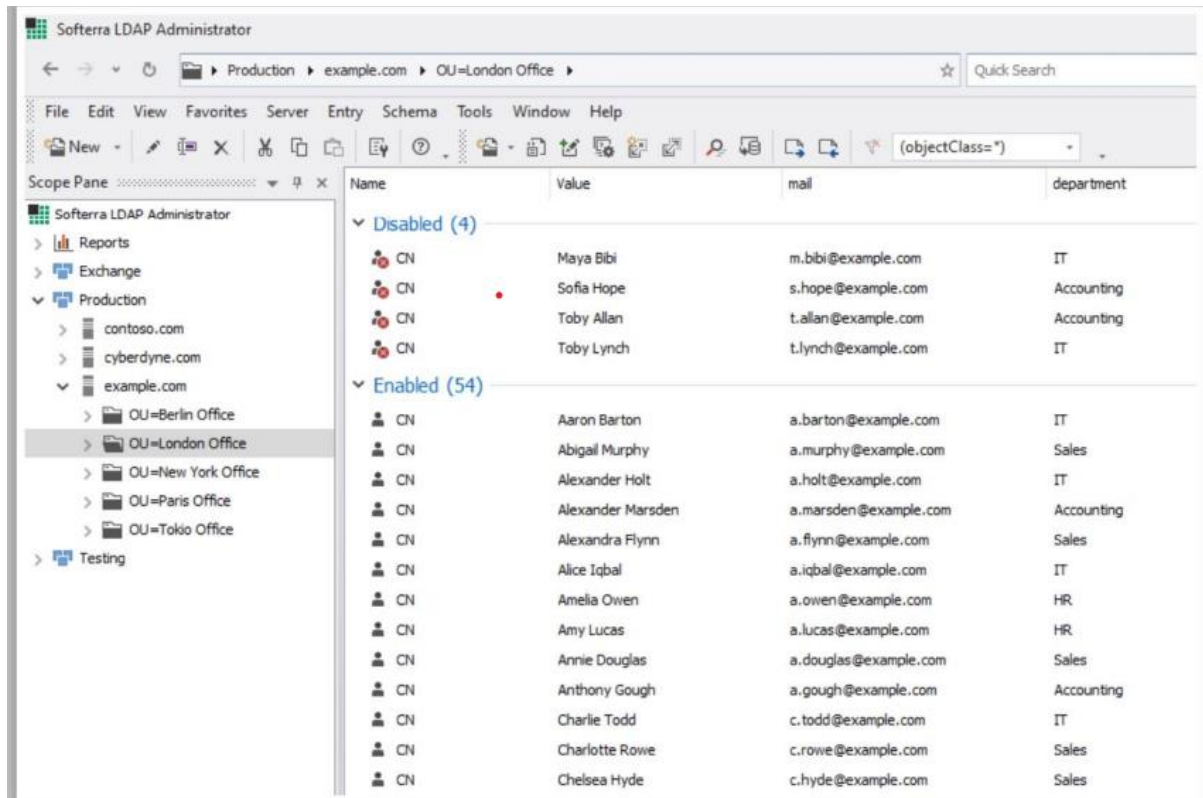 Softerra LDAP Administrator
Production example.com OU=London Office Quick Search
File Edit View Favorites Server Entry Schema Tools Window Help
New (objectClass=*)
Scope Pane
Softerra LDAP Administrator
Reports
Exchange
Production
contoso.com
cyberdyne.com
example.com
OU=Berlin Office
OU=London Office
OU=New York Office
OU=Paris Office
OU=Tokio Office
Testing
Name Value mail department
Disabled (4)
CN Maya Bibi m.bibi@example.com IT
CN Sofia Hope s.hope@example.com Accounting
CN Toby Allan t.allan@example.com Accounting
CN Toby Lynch t.lynch@example.com IT
Enabled (54)
CN Aaron Barton a.barton@example.com IT
CN Abigail Murphy a.murphy@example.com Sales
CN Alexander Holt a.holt@example.com IT
CN Alexander Marsden a.marsden@example.com Accounting
CN Alexandra Flynn a.flynn@example.com Sales
CN Alice Iqbal a.iqbal@example.com IT
CN Amelia Owen a.owen@example.com HR
CN Amy Lucas a.lucas@example.com HR
CN Annie Douglas a.douglas@example.com Sales
CN Anthony Gough a.gough@example.com Accounting
CN Charlie Todd c.todd@example.com IT
CN Charlotte Rowe c.rowe@example.com Sales
CN Chelsea Hyde c.hyde@example.com Sales